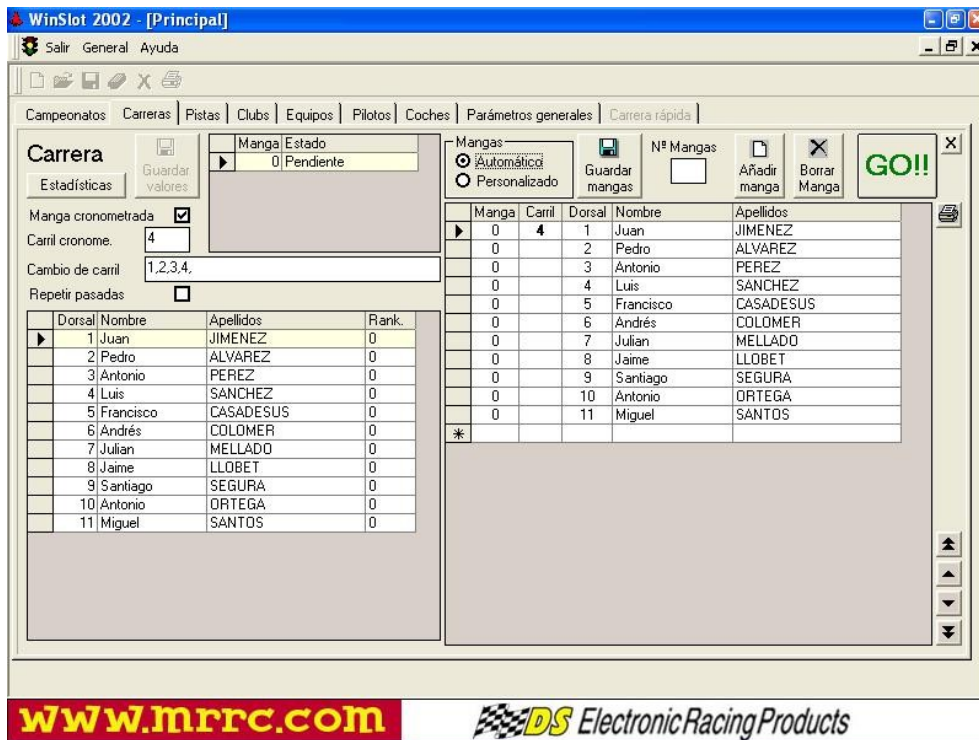 WinSlot 2002 - [Principal]
Salir General Ayuda
Campeonatos Carreras Pistas Clubs Equipos Pilotos Coches Parámetros generales Carrera rápida
Carrera
Estadísticas
Guardar valores
Manga Estado
0 Pendiente
Manga cronometrada
Carril cronome. 4
Cambio de carril 1,2,3,4,
Repetir pasadas
Dorsal Nombre Apellidos Rank.
1 Juan JIMENEZ 0
2 Pedro ALVAREZ 0
3 Antonio PEREZ 0
4 Luis SANCHEZ 0
5 Francisco CASADESUS 0
6 Andrés COLOMER 0
7 Julian MELLADO 0
8 Jaime LLOBET 0
9 Santiago SEGURA 0
10 Antonio ORTEGA 0
11 Miguel SANTOS 0
Mangas
Automático
Personalizado
Guardar mangas
Nº Mangas
Añadir manga
Borrar Manga
GO!!
Manga Carril Dorsal Nombre Apellidos
0 4 1 Juan JIMENEZ
0 2 Pedro ALVAREZ
0 3 Antonio PEREZ
0 4 Luis SANCHEZ
0 5 Francisco CASADESUS
0 6 Andrés COLOMER
0 7 Julian MELLADO
0 8 Jaime LLOBET
0 9 Santiago SEGURA
0 10 Antonio ORTEGA
0 11 Miguel SANTOS
www.mrrc.com
DS Electronic Racing Products